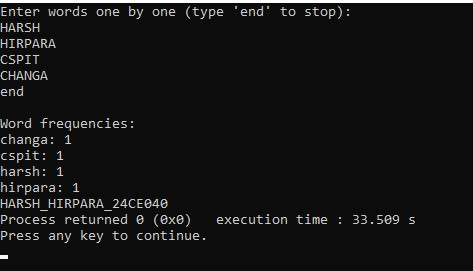 Enter words one by one (type 'end' to stop):
HARSH
HIRPARA
CSPIT
CHANGA
end
Word frequencies:
changa: 1
cspit: 1
harsh: 1
hirpara: 1
HARSH_HIRPARA_24CE040
Process returned 0 (0x0)   execution time : 33.509 s
Press any key to continue.